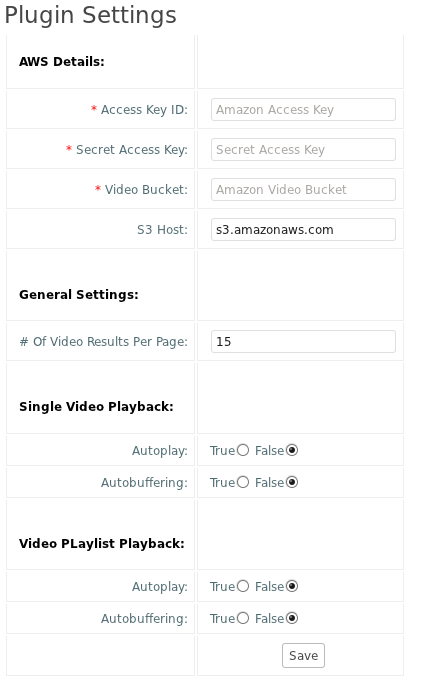 Plugin Settings
AWS Details:
* Access Key ID: Amazon Access Key
* Secret Access Key: Secret Access Key
* Video Bucket: Amazon Video Bucket
S3 Host: s3.amazonaws.com
General Settings:
# Of Video Results Per Page: 15
Single Video Playback:
Autoplay: True False
Autobuffering: True False
Video PLaylist Playback:
Autoplay: True False
Autobuffering: True False
Save